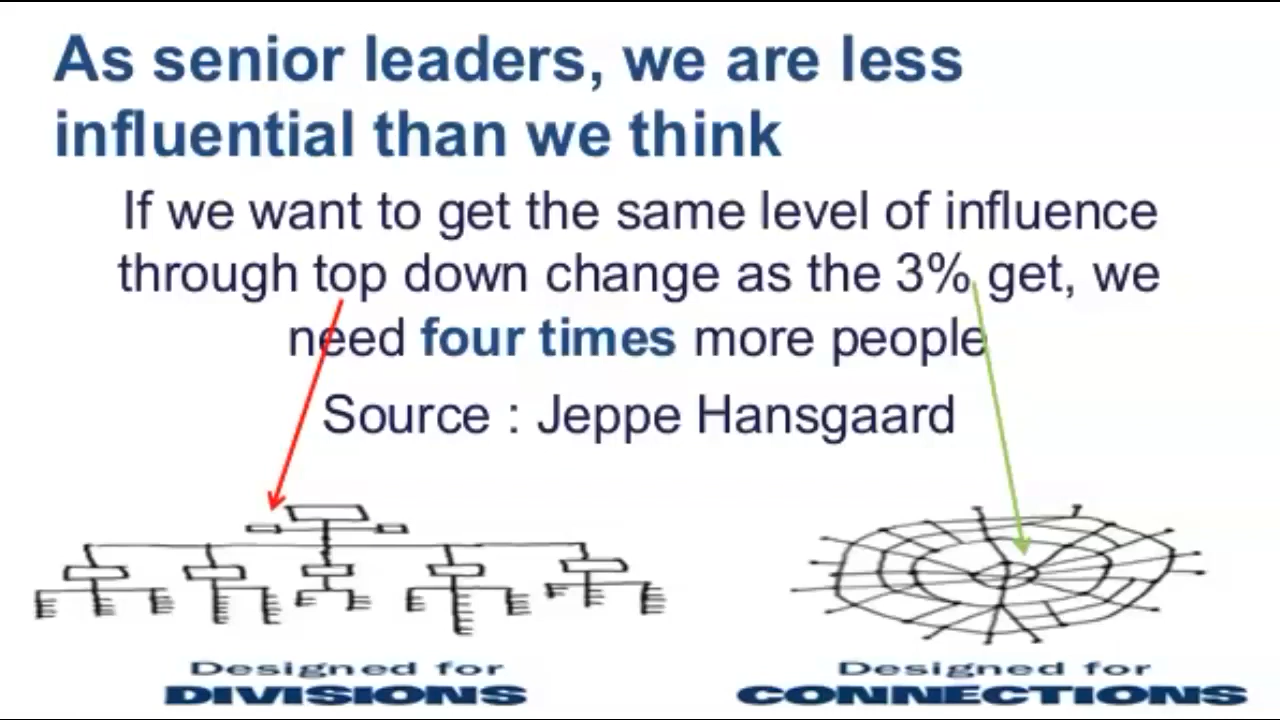 As senior leaders, we are less
influential than we think
If we want to get the same level of influence
through top down change as the 3% get, we
need four times more people
Source : Jeppe Hansgaard
Designed for
DIVISIONS
Designed for
CONNECTIONS